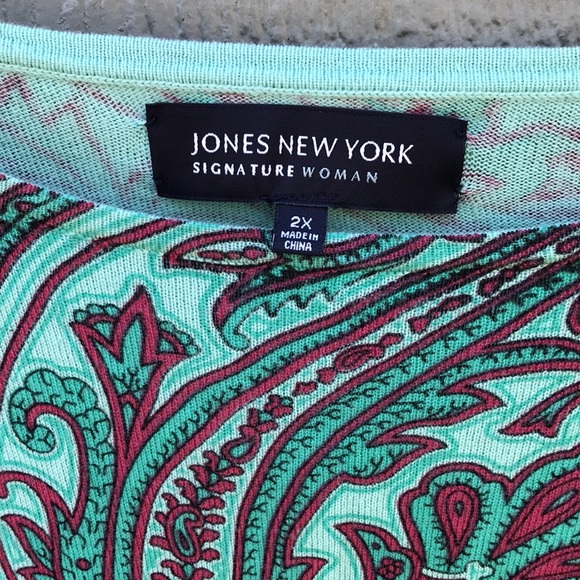 JONES NEW YORK
SIGNATURE WOMAN
2X
MADE IN
CHINA